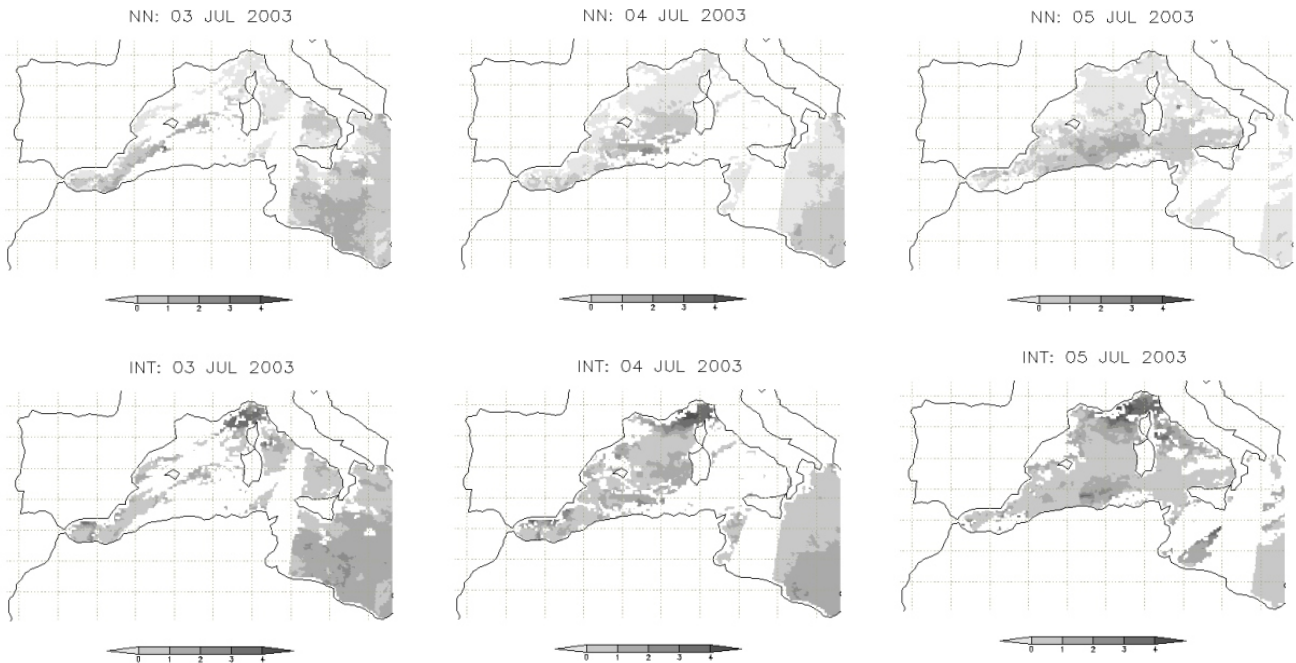 NN: 03 JUL 2003
NN: 04 JUL 2003
NN: 05 JUL 2003
0 1 2 3 4
0 1 2 3 4
0 1 2 3 4
INT: 03 JUL 2003
INT: 04 JUL 2003
INT: 05 JUL 2003
0 1 2 3 4
0 1 2 3 4
0 1 2 3 4